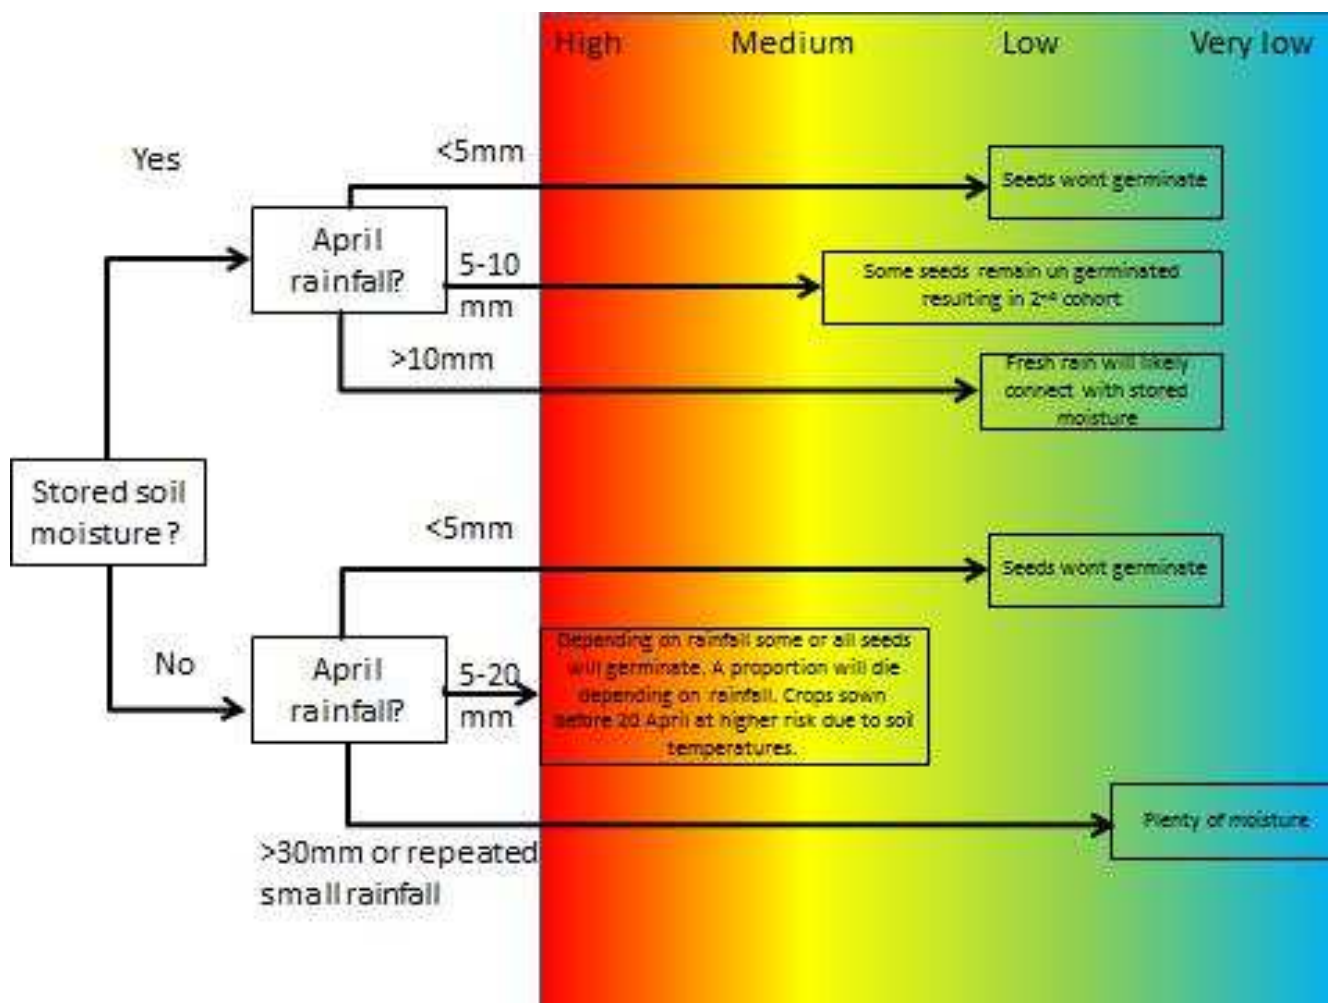 High Medium Low Very low
Yes
<5mm
Seeds wont germinate
April
rainfall?
5-10
mm
Some seeds remain un germinated
resulting in 2nd cohort
>10mm
Fresh rain will likely
connect with stored
moisture
Stored soil
moisture?
<5mm
Seeds wont germinate
No
April
rainfall?
5-20
mm
Depending on rainfall some or all seeds
will germinate. A proportion will die
depending on rainfall. Crops sown
before 20 April at higher risk due to soil
temperatures.
Plenty of moisture
>30mm or repeated
small rainfall